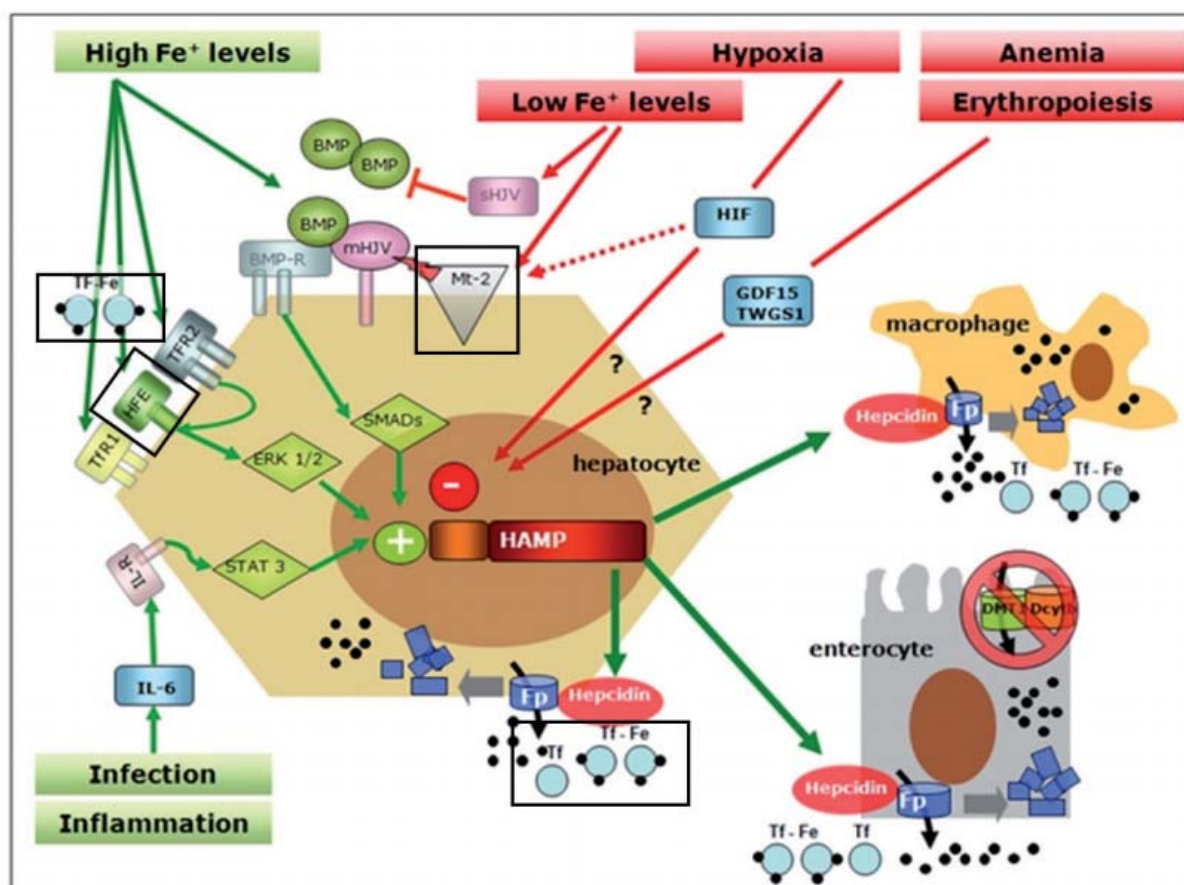 High Fe⁺ levels
Hypoxia
Anemia
Low Fe⁺ levels
Erythropoiesis
BMP
BMP
sHJV
BMP
mHJV
BMP-R
HIF
Mt-2
TF-Fe
GDF15
TWGS1
TFR2
HFE
TfR1
macrophage
?
?
SMADs
ERK 1/2
Hepcidin
Fp
hepatocyte
Tf
Tf - Fe
-
+
HAMP
IL-R
STAT 3
DMT1
Dcytb
enterocyte
IL-6
Fp
Hepcidin
Tf
Tf - Fe
Infection
Inflammation
Hepcidin
Fp
Tf - Fe
Tf